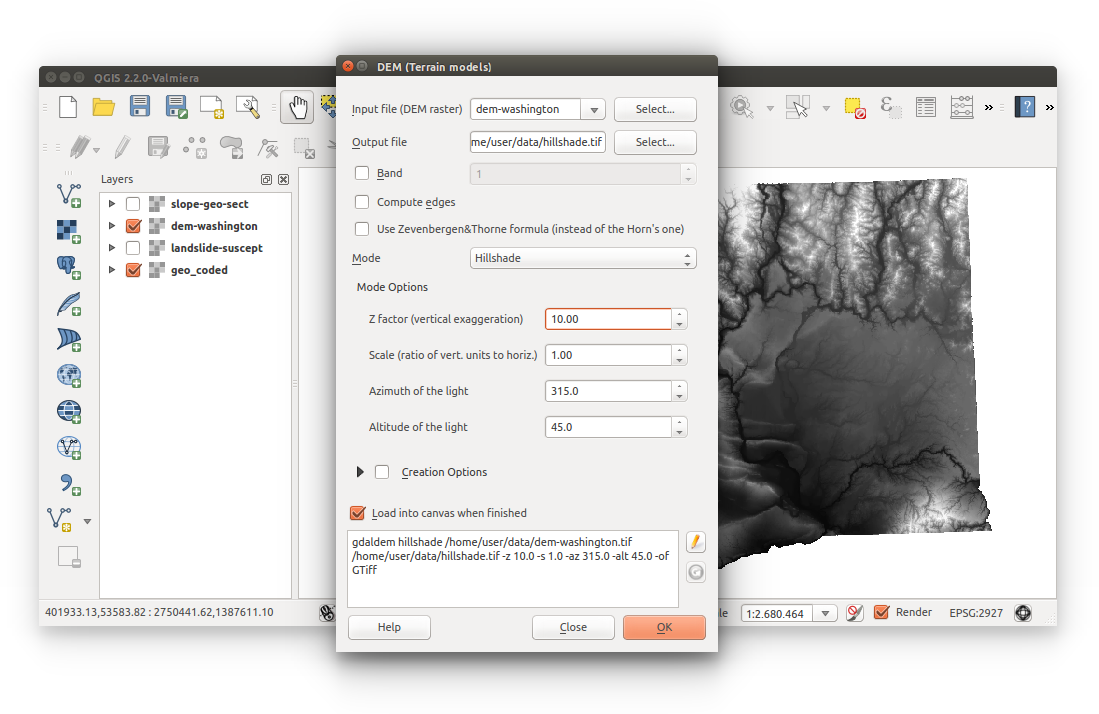 QGIS 2.2.0-Valmiera
DEM (Terrain models)
Layers
slope-geo-sect
dem-washington
landslide-suscept
geo_coded
Input file (DEM raster)
dem-washington
Select...
Output file
me/user/data/hillshade.tif
Select...
Band
1
Compute edges
Use Zevenbergen&Thorne formula (instead of the Horn's one)
Mode
Hillshade
Mode Options
Z factor (vertical exaggeration)
10.00
Scale (ratio of vert. units to horiz.)
1.00
Azimuth of the light
315.0
Altitude of the light
45.0
Creation Options
Load into canvas when finished
gdaldem hillshade /home/user/data/dem-washington.tif
/home/user/data/hillshade.tif -z 10.0 -s 1.0 -az 315.0 -alt 45.0 -of
GTiff
Help
Close
OK
401933.13,53583.82 : 2750441.62,1387611.10
le
1:2.680.464
Render
EPSG:2927